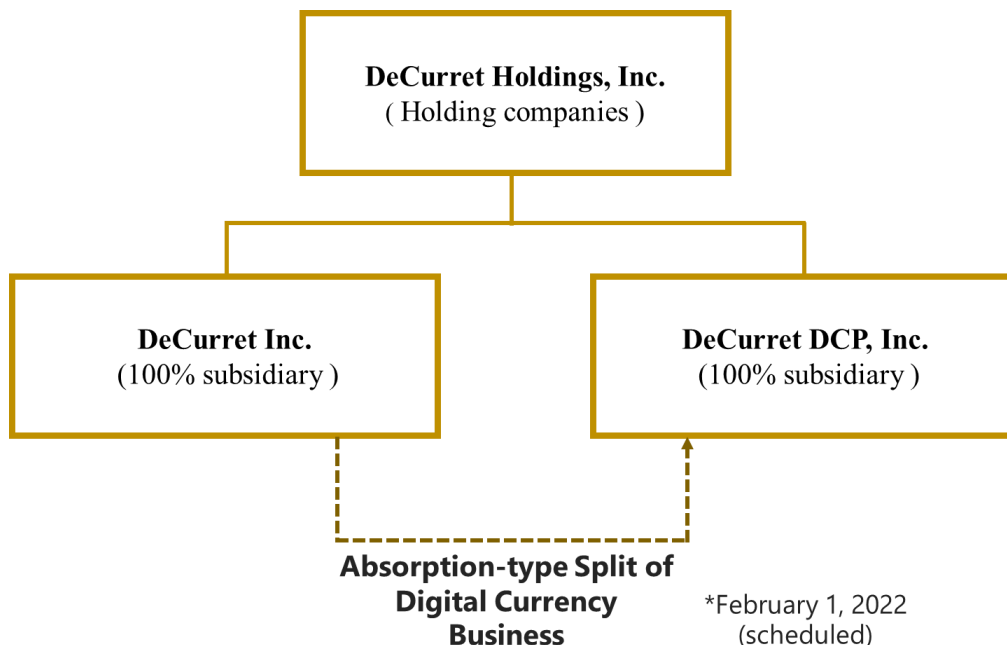 DeCurret Holdings, Inc.
( Holding companies )
DeCurret Inc.
(100% subsidiary )
DeCurret DCP, Inc.
(100% subsidiary )
Absorption-type Split of
Digital Currency
Business
*February 1, 2022
(scheduled)